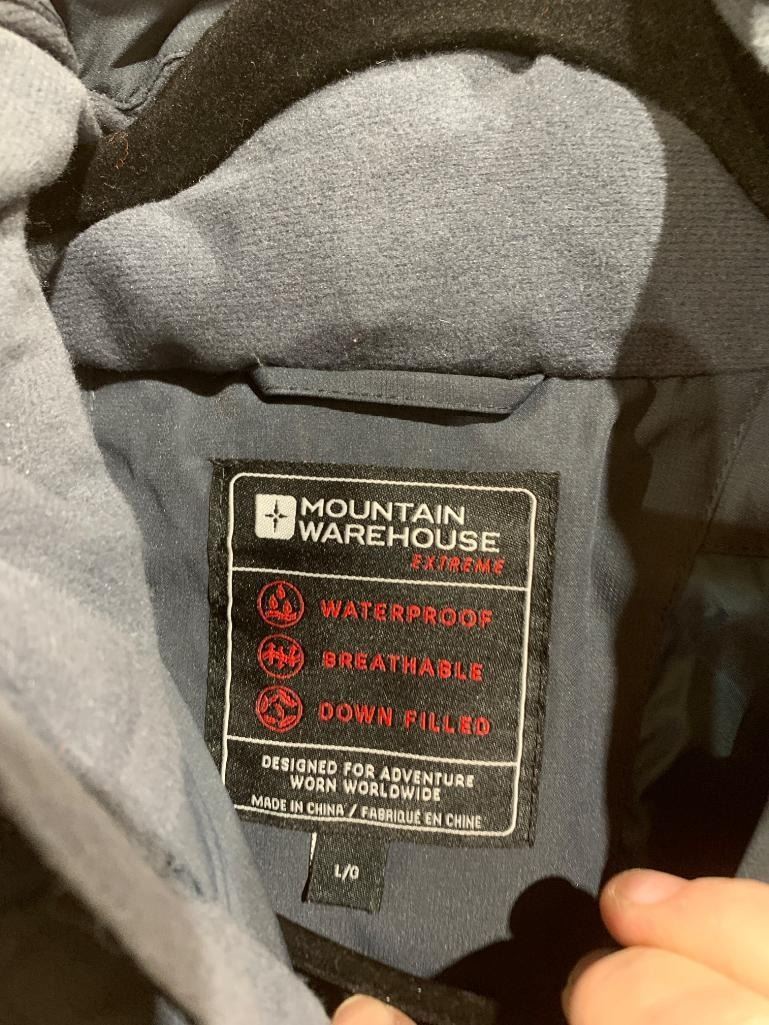 MOUNTAIN
WAREHOUSE
EXTREME
WATERPROOF
BREATHABLE
DOWN FILLED
DESIGNED FOR ADVENTURE
WORN WORLDWIDE
MADE IN CHINA / FABRIQUÉ EN CHINE
L/G